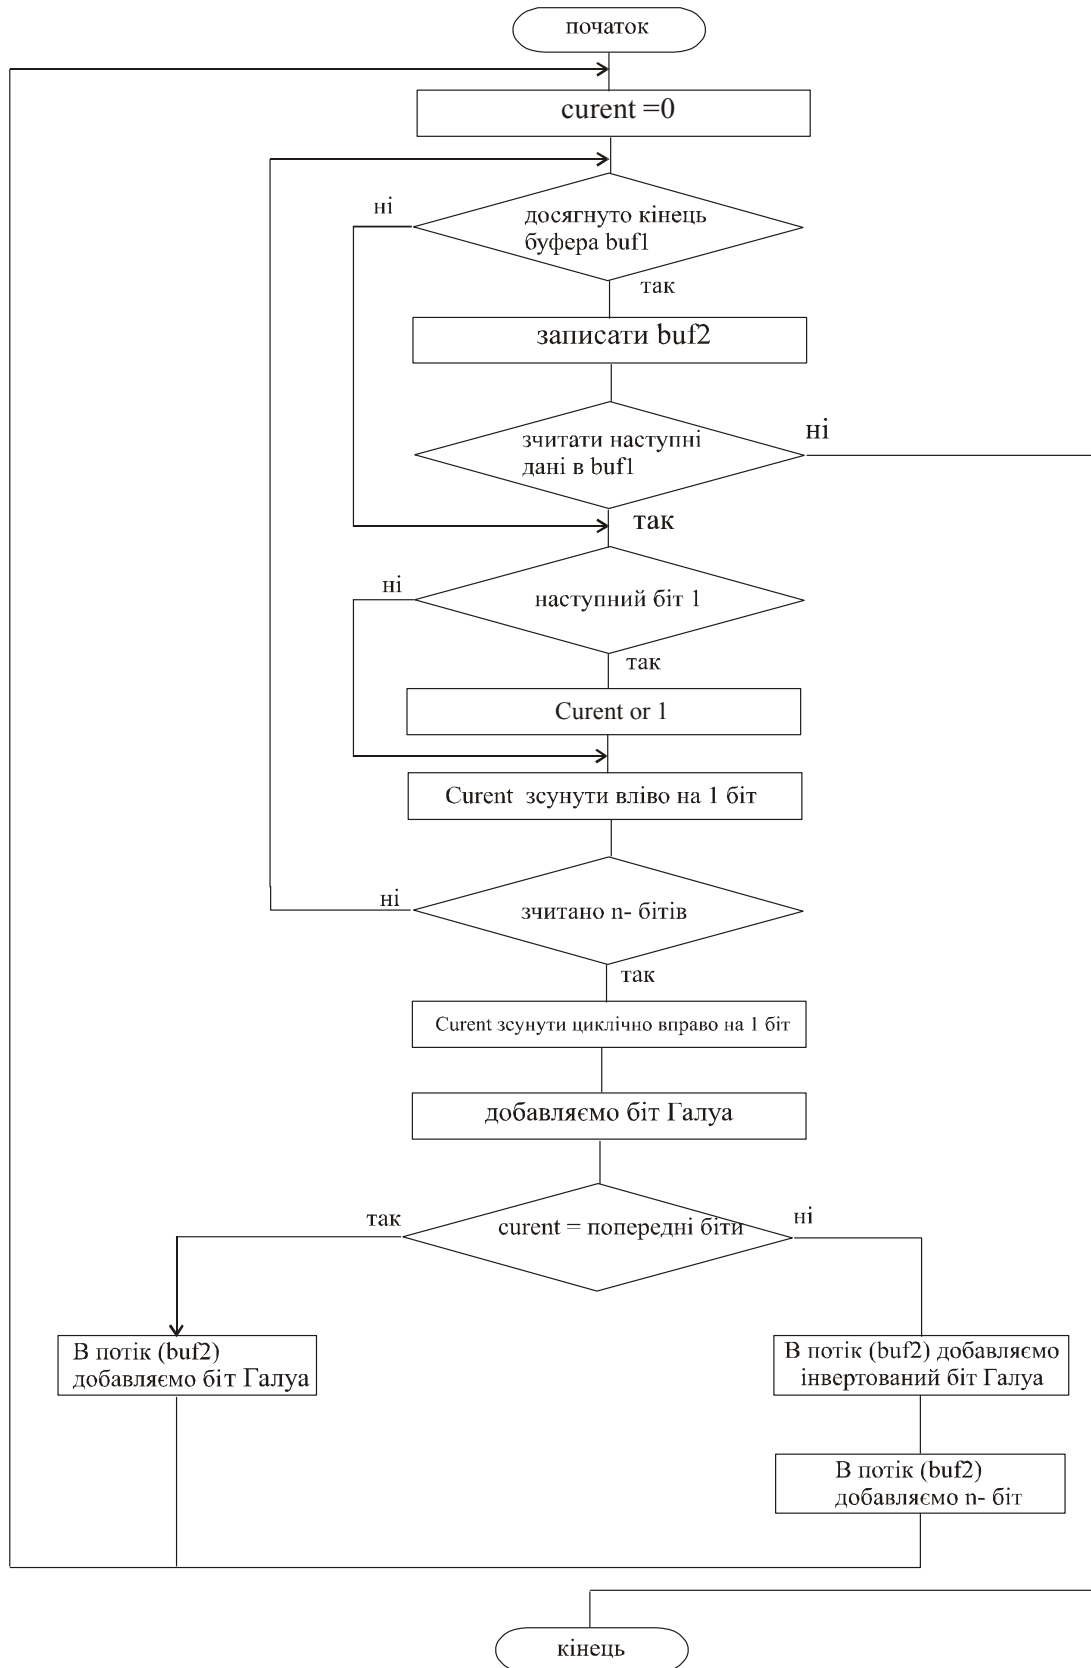 початок
curent =0
ні
досягнуто кінець
буфера buf1
так
записати buf2
зчитати наступні
дані в buf1
ні
так
ні
наступний біт 1
так
Curent or 1
Curent зсунути вліво на 1 біт
ні
зчитано n- бітів
так
Curent зсунути циклічно вправо на 1 біт
добавляємо біт Галуа
так
curent = попередні біти
ні
В потік (buf2)
добавляємо біт Галуа
В потік (buf2) добавляємо
інвертований біт Галуа
В потік (buf2)
добавляємо n- біт
кінець